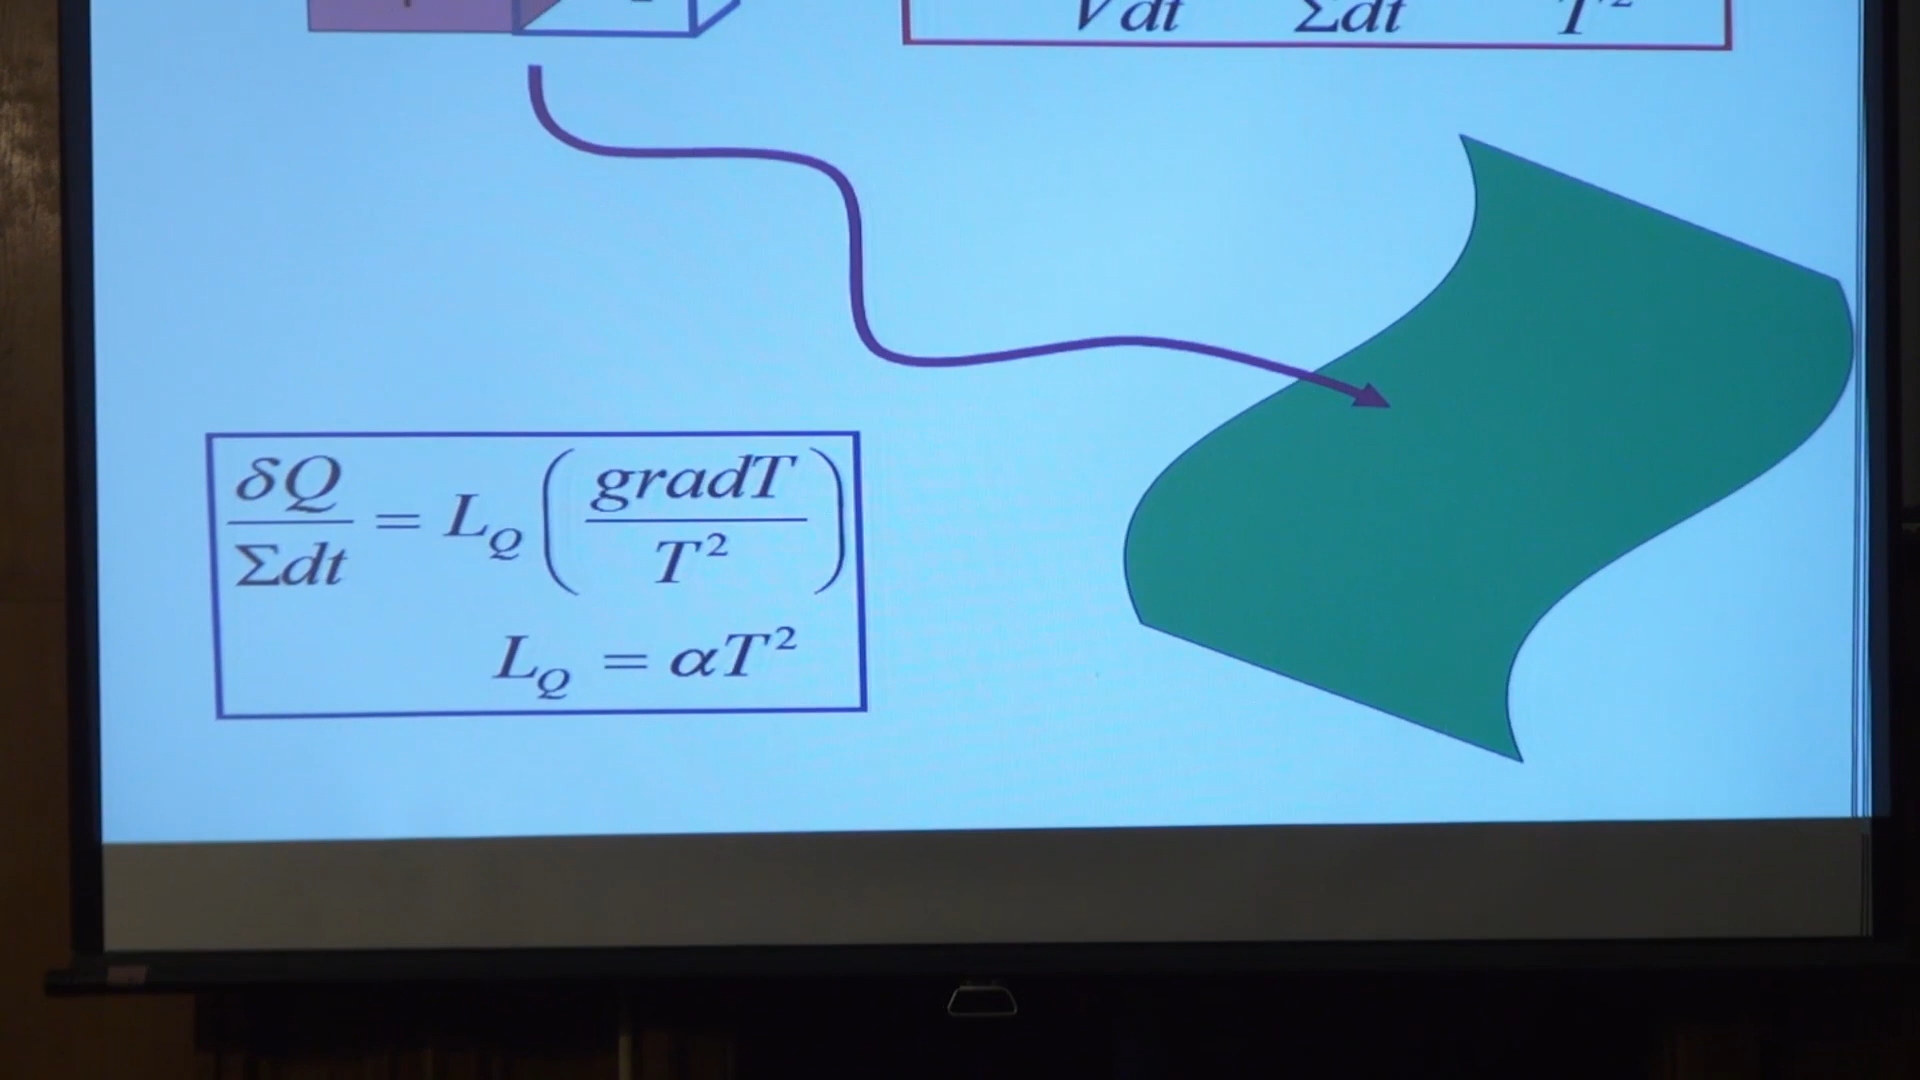 Vdt Σdt T²
δQ/Σdt = L_Q (gradT/T²)
L_Q = αT²